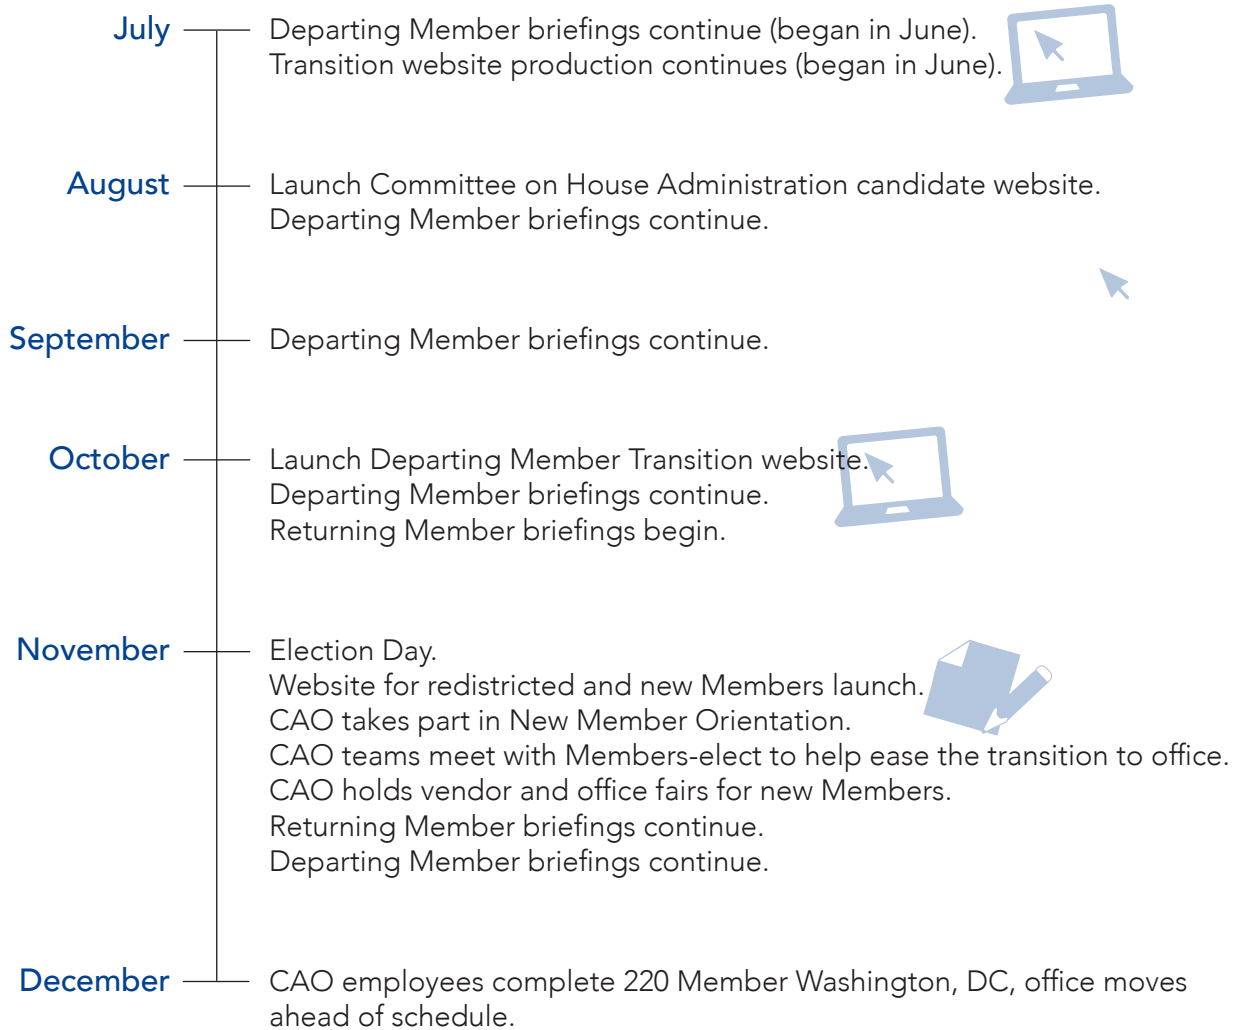 July
Departing Member briefings continue (began in June).
Transition website production continues (began in June).
August
Launch Committee on House Administration candidate website.
Departing Member briefings continue.
September
Departing Member briefings continue.
October
Launch Departing Member Transition website.
Departing Member briefings continue.
Returning Member briefings begin.
November
Election Day.
Website for redistricted and new Members launch.
CAO takes part in New Member Orientation.
CAO teams meet with Members-elect to help ease the transition to office.
CAO holds vendor and office fairs for new Members.
Returning Member briefings continue.
Departing Member briefings continue.
December
CAO employees complete 220 Member Washington, DC, office moves
ahead of schedule.